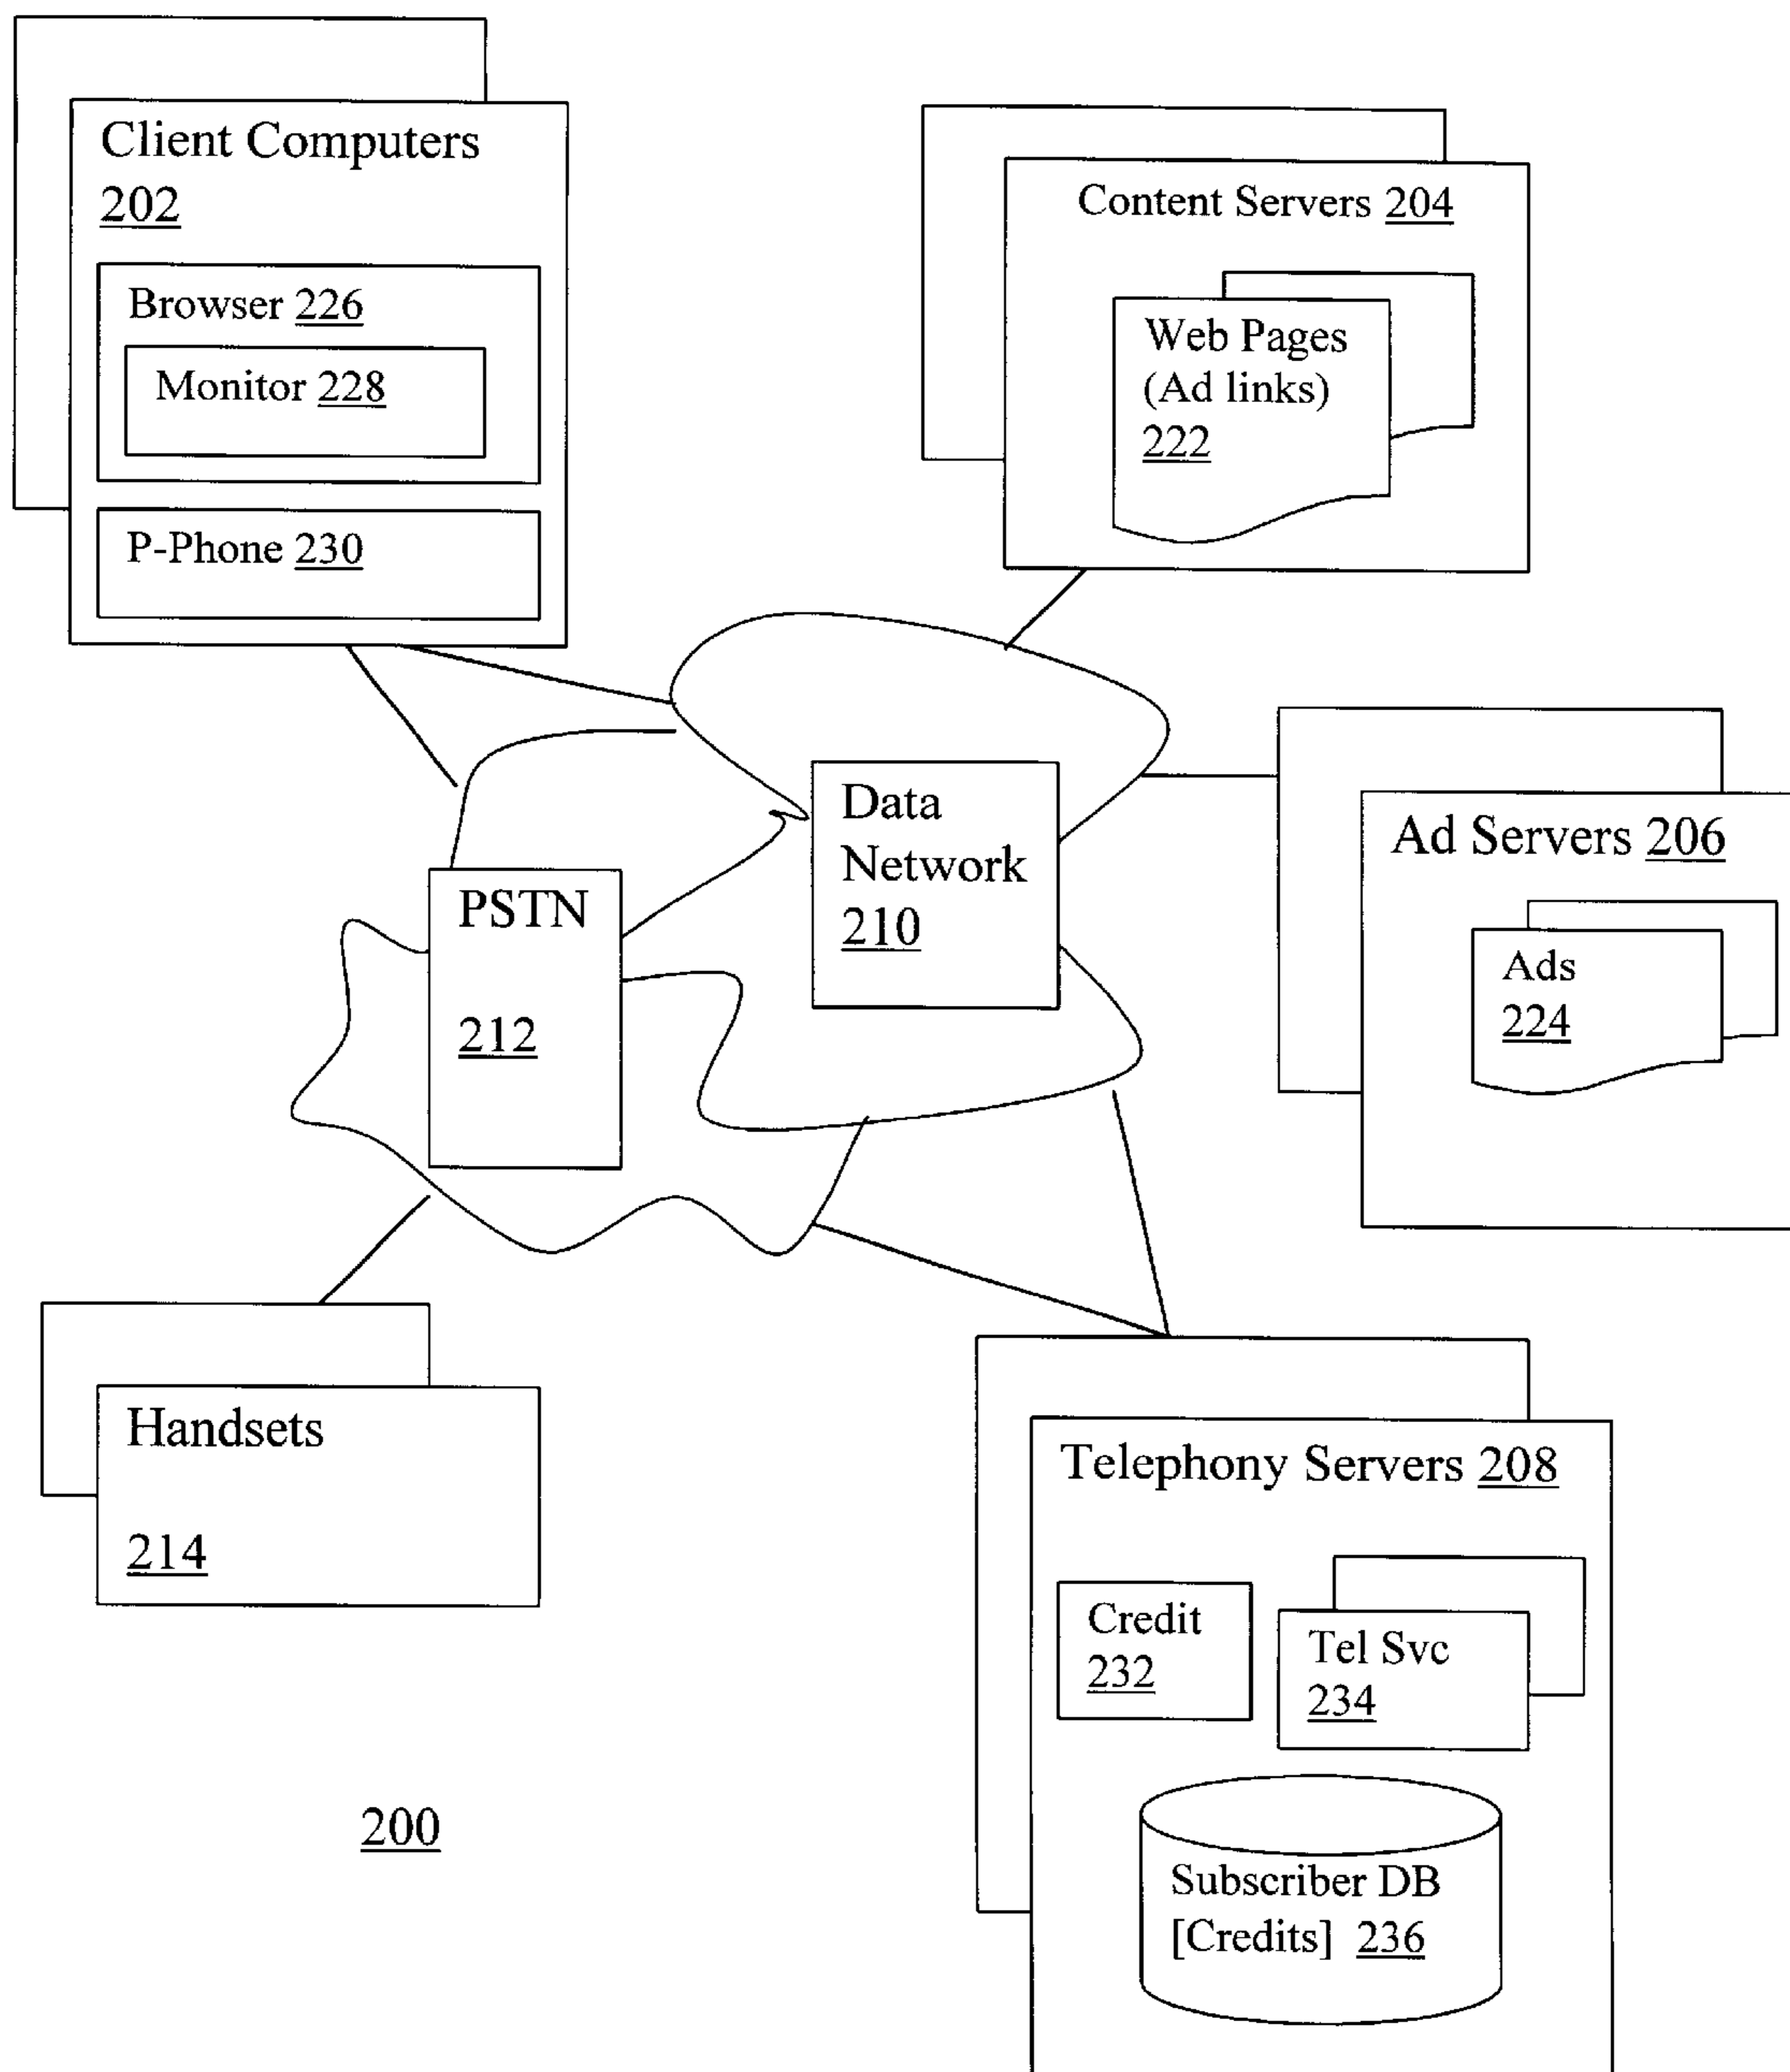 Client Computers
202
Browser 226
Monitor 228
P-Phone 230
Content Servers 204
Web Pages
(Ad links)
222
Data
Network
210
PSTN
212
Ad Servers 206
Ads
224
Handsets
214
Telephony Servers 208
Credit
232
Tel Svc
234
Subscriber DB
[Credits] 236
200